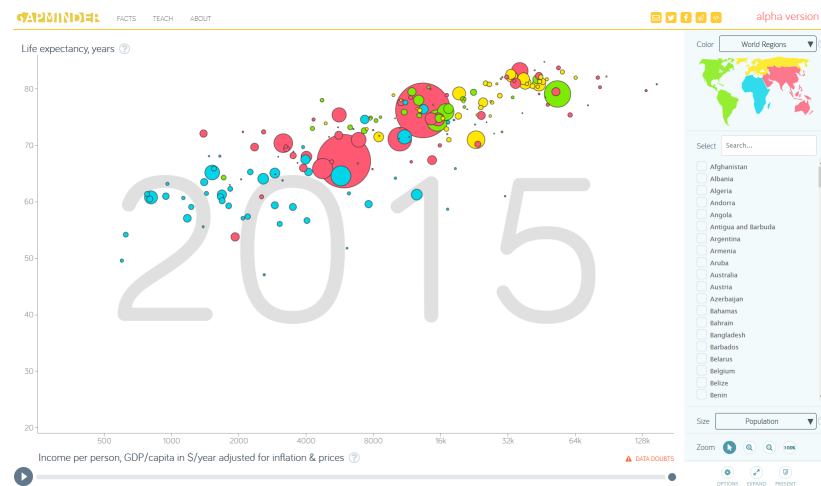 GAPMINDER FACTS TEACH ABOUT alpha version
Life expectancy, years ?
Color World Regions ▼
80
70
60
50
40
30
20
2015
500 1000 2000 4000 8000 16k 32k 64k 128k
Income per person, GDP/capita in $/year adjusted for inflation & prices ?
DATA DOUBTS
Select Search...
Afghanistan
Albania
Algeria
Andorra
Angola
Antigua and Barbuda
Argentina
Armenia
Aruba
Australia
Austria
Azerbaijan
Bahamas
Bahrain
Bangladesh
Barbados
Belarus
Belgium
Belize
Benin
Size Population ▼
Zoom 100%
OPTIONS EXPAND PRESENT